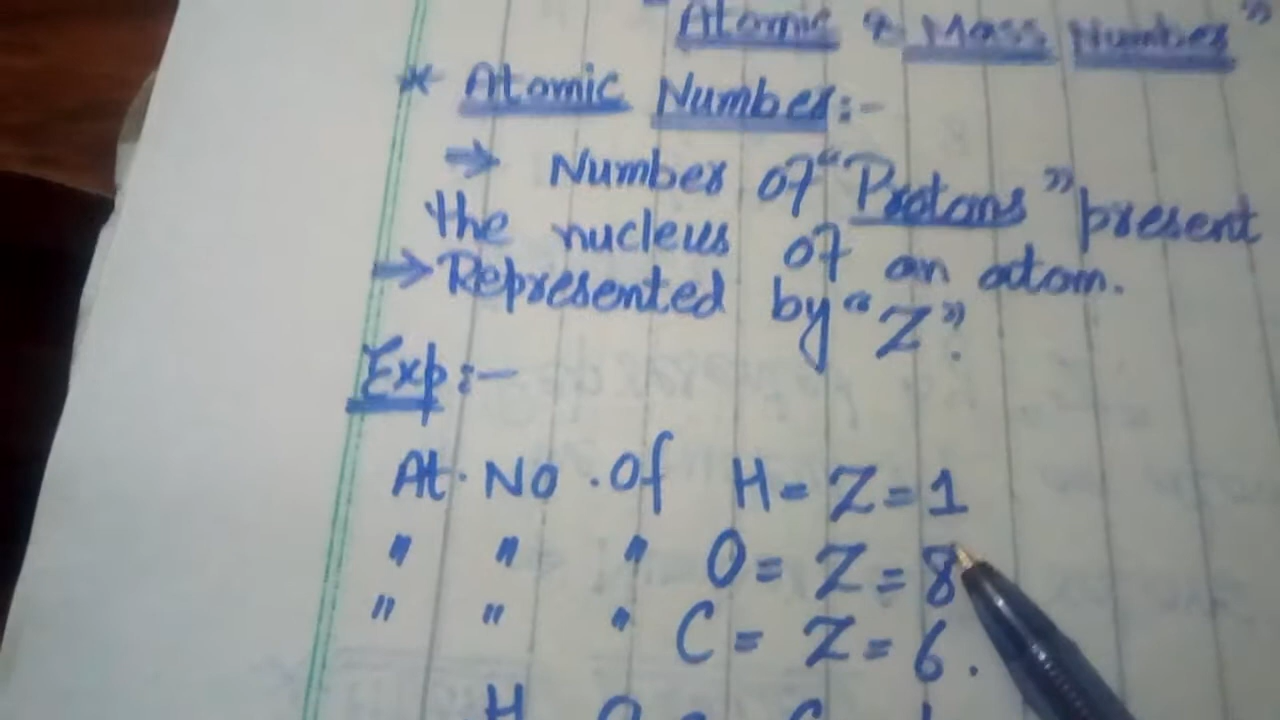 "Atomic & Mass Number"
* Atomic Number:-
→ Number of "Protons" present
the nucleus of an atom.
→ Represented by "Z".
Exp:-
At. No. of H = Z = 1
" " " O = Z = 8
" " " C = Z = 6.